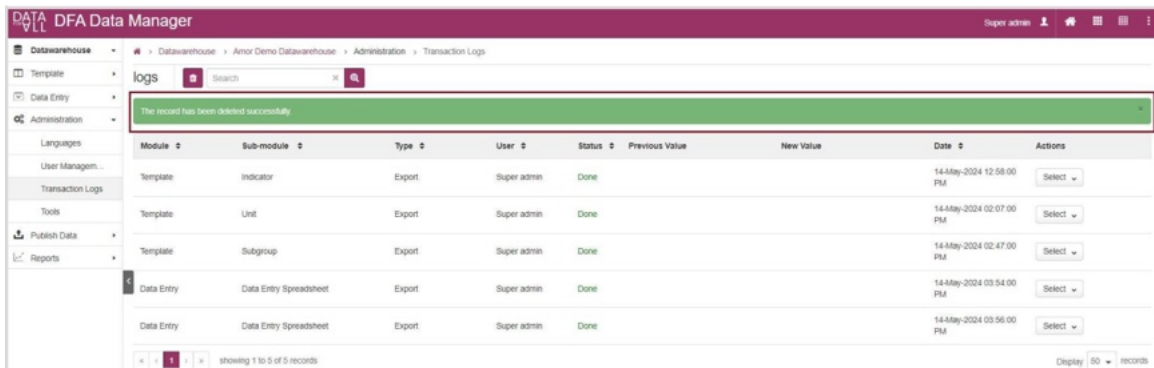 DATA FOR ALL DFA Data Manager
Super admin
Datawarehouse
Template
Data Entry
Administration
Languages
User Managem...
Transaction Logs
Tools
Publish Data
Reports
> Datawarehouse > Amor Demo Datawarehouse > Administration > Transaction Logs
logs Search ×
The record has been deleted successfully. ×
Module Sub-module Type User Status Previous Value New Value Date Actions
Template Indicator Export Super admin Done 14-May-2024 12:58:00 PM Select
Template Unit Export Super admin Done 14-May-2024 02:07:00 PM Select
Template Subgroup Export Super admin Done 14-May-2024 02:47:00 PM Select
Data Entry Data Entry Spreadsheet Export Super admin Done 14-May-2024 03:54:00 PM Select
Data Entry Data Entry Spreadsheet Export Super admin Done 14-May-2024 03:56:00 PM Select
« ‹ 1 › » showing 1 to 5 of 5 records Display 50 records